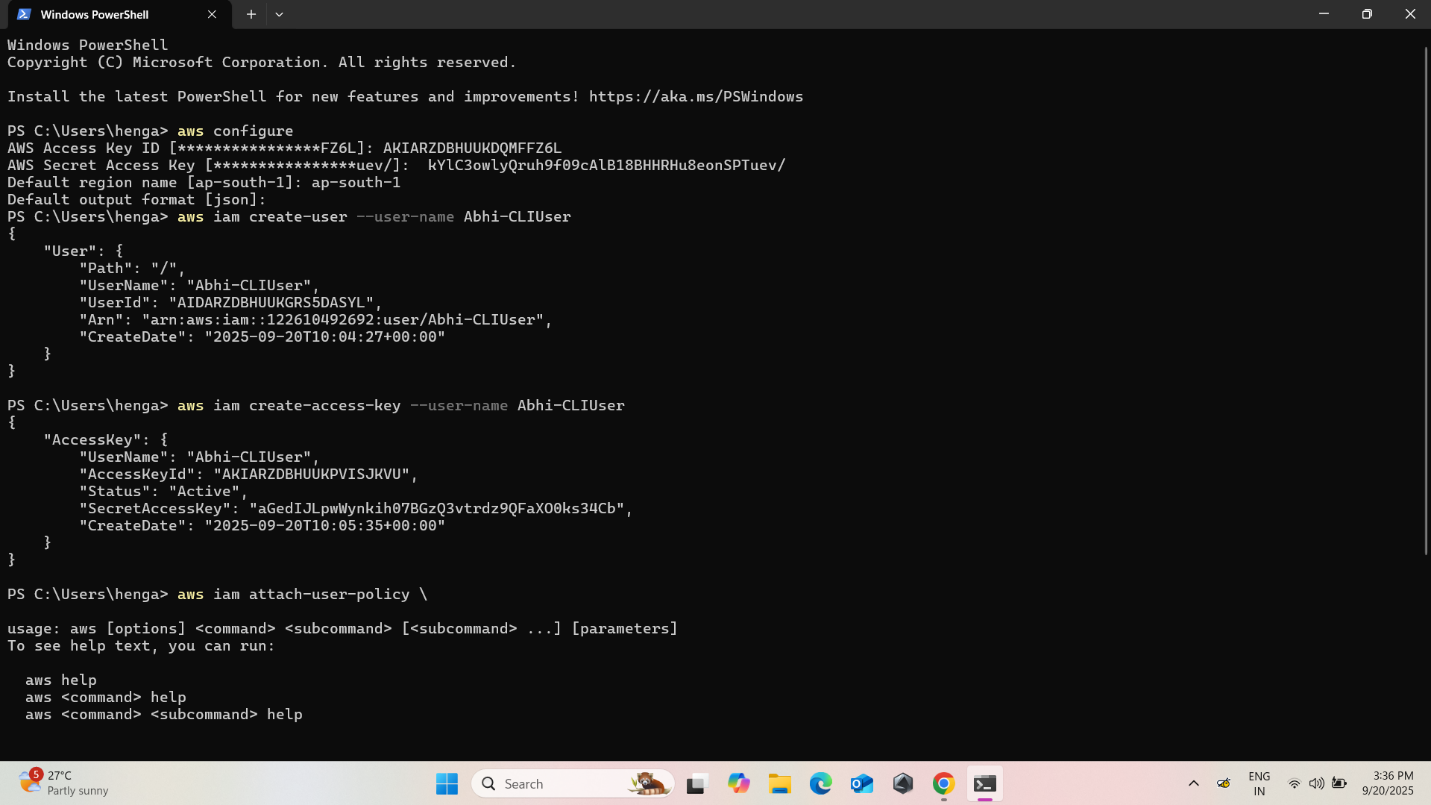 Windows PowerShell
Windows PowerShell
Copyright (C) Microsoft Corporation. All rights reserved.
Install the latest PowerShell for new features and improvements! https://aka.ms/PSWindows
PS C:\Users\henga> aws configure
AWS Access Key ID [****************FZ6L]: AKIARZDBHUUKDQMFFZ6L
AWS Secret Access Key [****************uev/]:  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
Default region name [ap-south-1]: ap-south-1
Default output format [json]:
PS C:\Users\henga> aws iam create-user --user-name Abhi-CLIUser
{
    "User": {
        "Path": "/",
        "UserName": "Abhi-CLIUser",
        "UserId": "AIDARZDBHUUKGRS5DASYL",
        "Arn": "arn:aws:iam::122610492692:user/Abhi-CLIUser",
        "CreateDate": "2025-09-20T10:04:27+00:00"
    }
}
PS C:\Users\henga> aws iam create-access-key --user-name Abhi-CLIUser
{
    "AccessKey": {
        "UserName": "Abhi-CLIUser",
        "AccessKeyId": "AKIARZDBHUUKPVISJKVU",
        "Status": "Active",
        "SecretAccessKey": "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",
        "CreateDate": "2025-09-20T10:05:35+00:00"
    }
}
PS C:\Users\henga> aws iam attach-user-policy \
usage: aws [options] <command> <subcommand> [<subcommand> ...] [parameters]
To see help text, you can run:
  aws help
  aws <command> help
  aws <command> <subcommand> help
5
27°C
Partly sunny
Search
ENG
IN
3:36 PM
9/20/2025